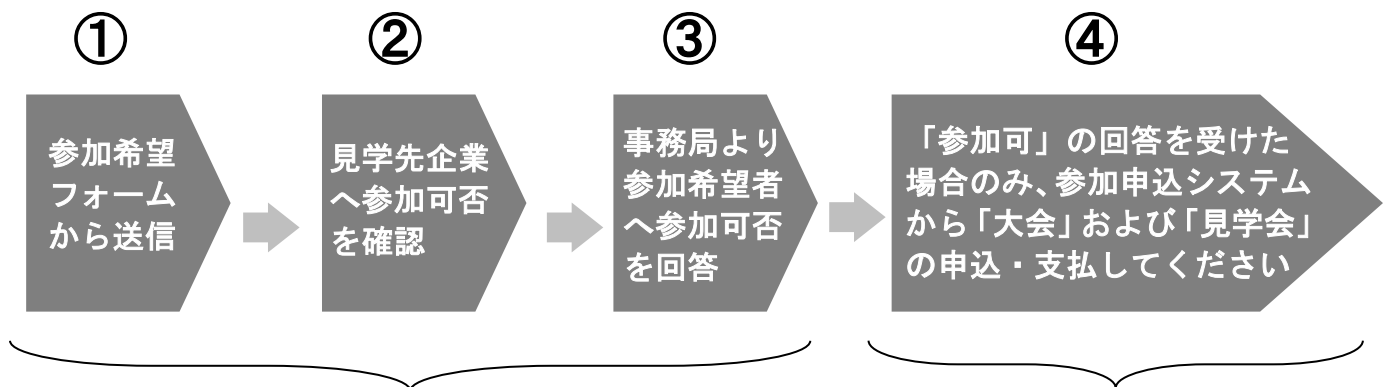 ①
②
③
④
参加希望
フォーム
から送信
見学先企業
へ参加可否
を確認
事務局より
参加希望者
へ参加可否
を回答
「参加可」の回答を受けた
場合のみ、参加申込システム
から「大会」および「見学会」
の申込・支払してください